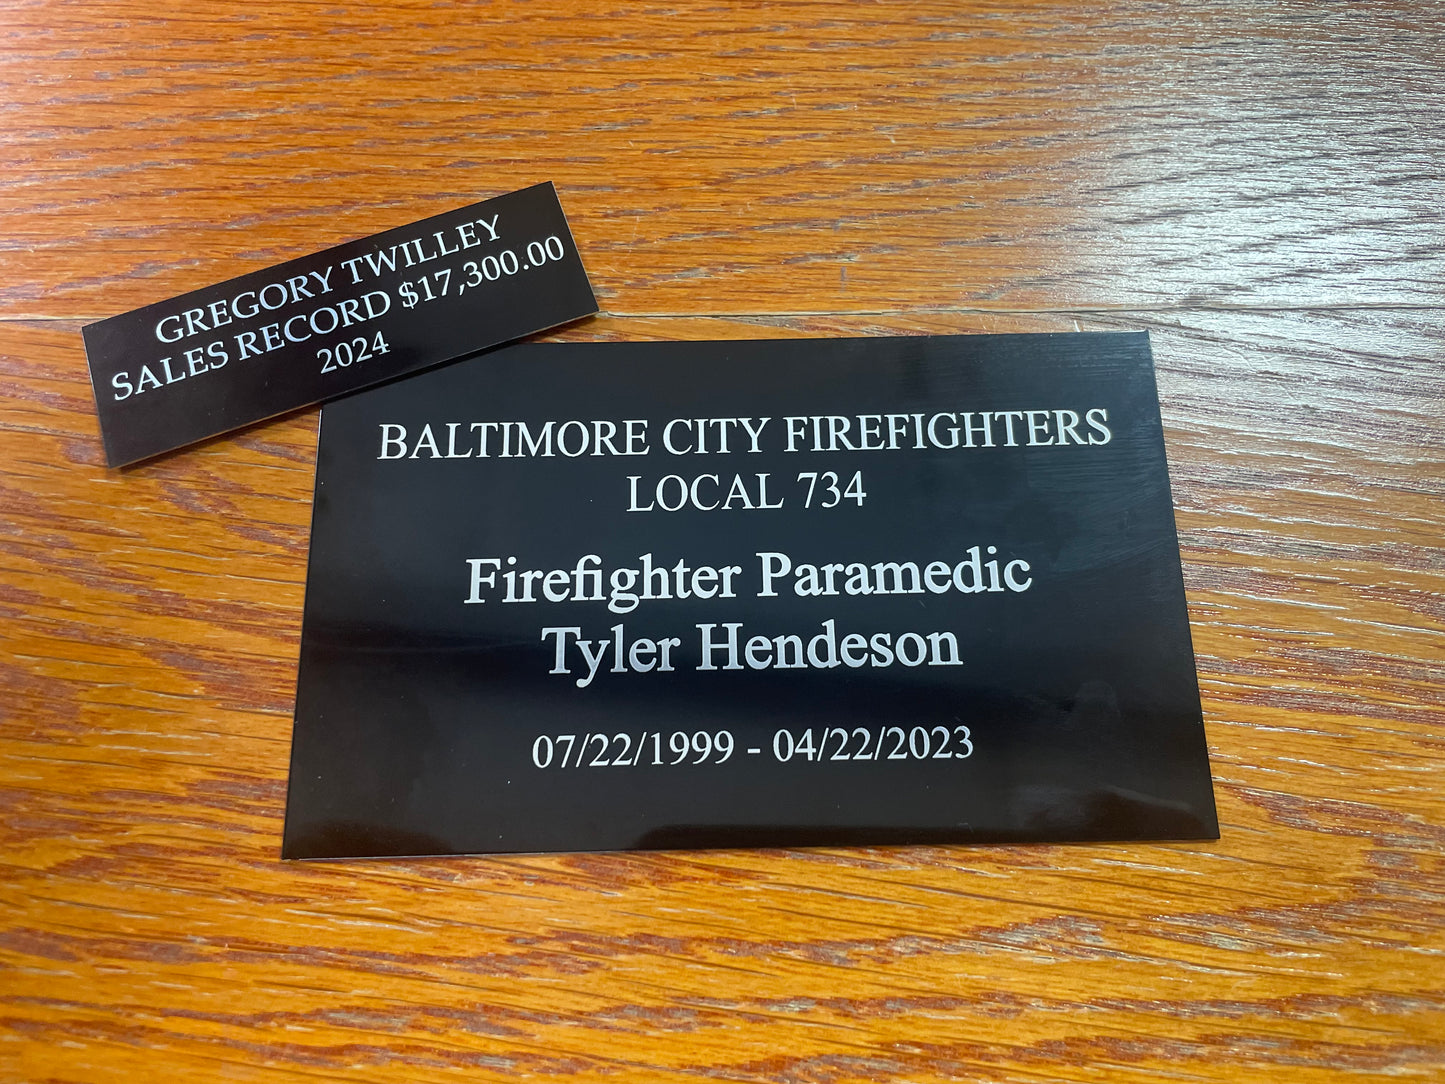 GREGORY TWILLEY
SALES RECORD $17,300.00
2024
BALTIMORE CITY FIREFIGHTERS
LOCAL 734
Firefighter Paramedic
Tyler Hendeson
07/22/1999 - 04/22/2023